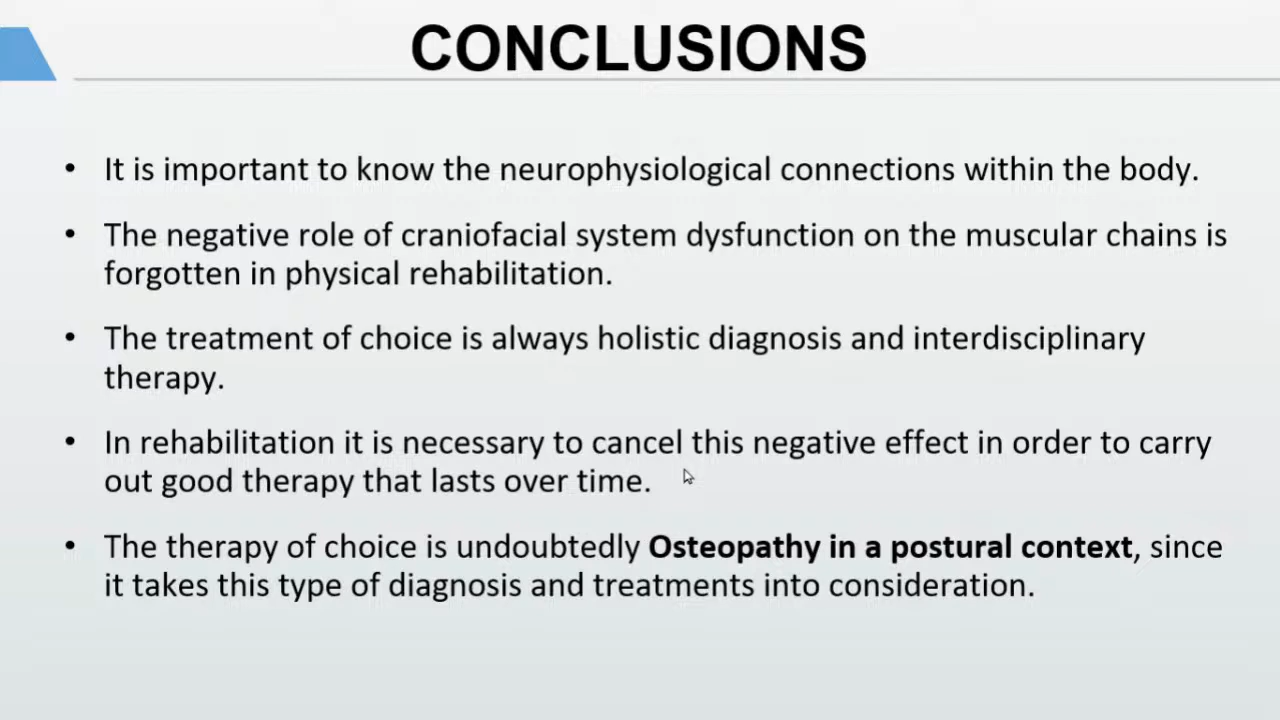 CONCLUSIONS
• It is important to know the neurophysiological connections within the body.
• The negative role of craniofacial system dysfunction on the muscular chains is
forgotten in physical rehabilitation.
• The treatment of choice is always holistic diagnosis and interdisciplinary
therapy.
• In rehabilitation it is necessary to cancel this negative effect in order to carry
out good therapy that lasts over time.
• The therapy of choice is undoubtedly Osteopathy in a postural context, since
it takes this type of diagnosis and treatments into consideration.